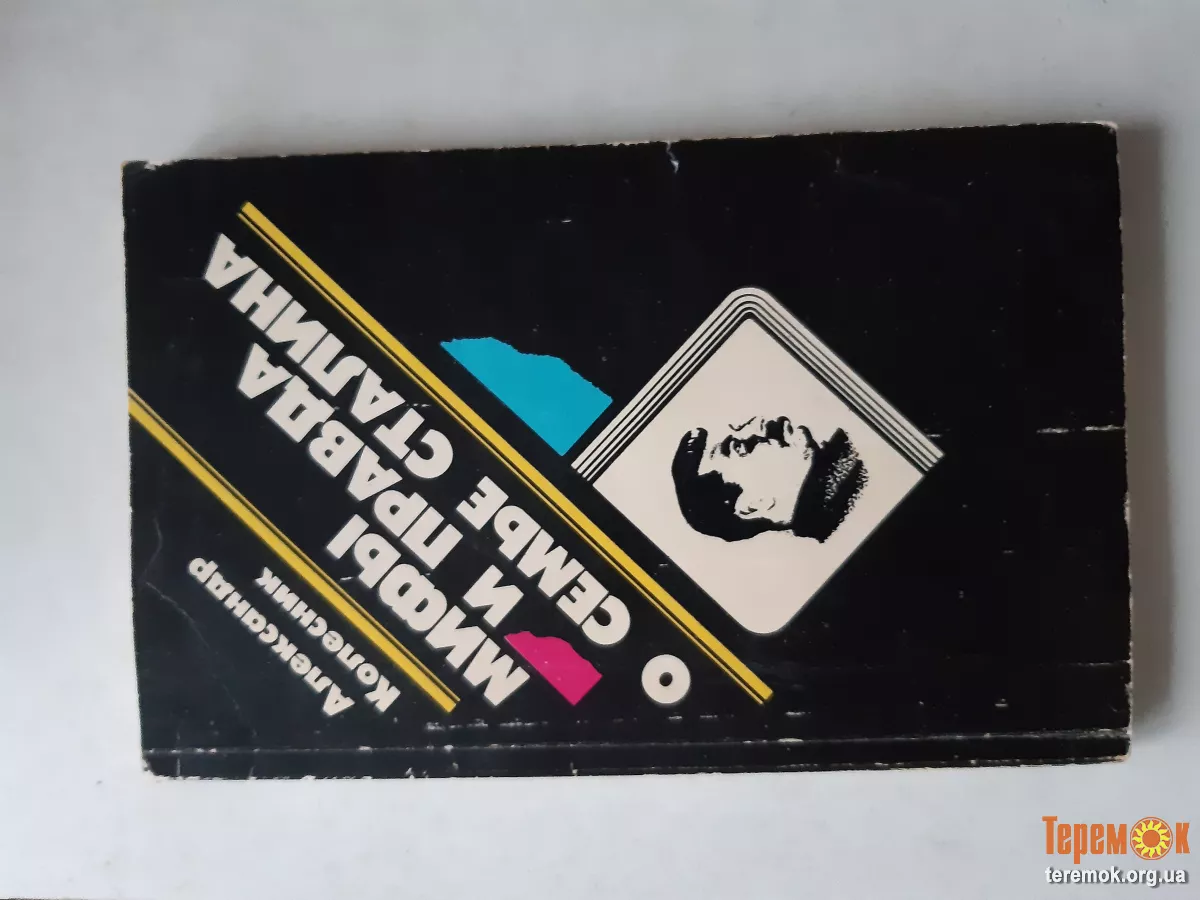 Александр
Колесник
МИФЫ
И ПРАВДА
О СЕМЬЕ СТАЛИНА
ТеремОк
teremok.org.ua